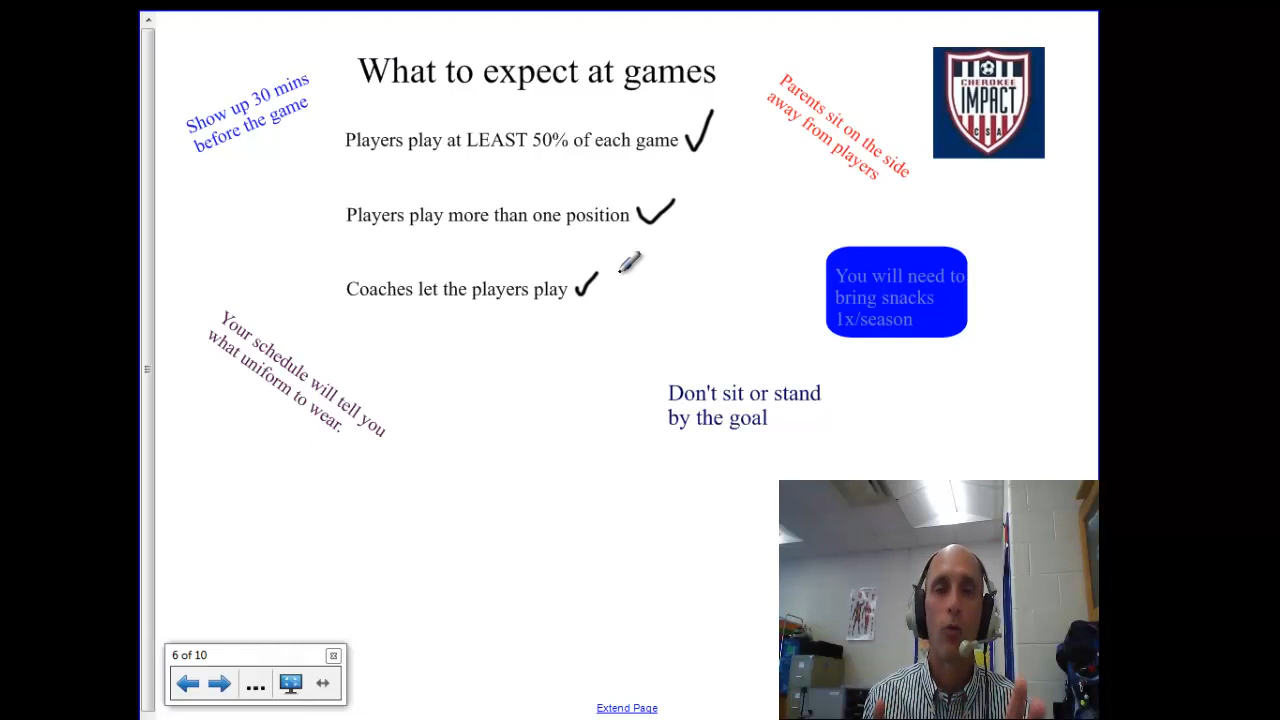 What to expect at games
Show up 30 mins
before the game
Players play at LEAST 50% of each game
Parents sit on the side
away from players
CHEROKEE
IMPACT
CSA
Players play more than one position
Coaches let the players play
You will need to
bring snacks
1x/season
Your schedule will tell you
what uniform to wear.
Don't sit or stand
by the goal
6 of 10
Extend Page